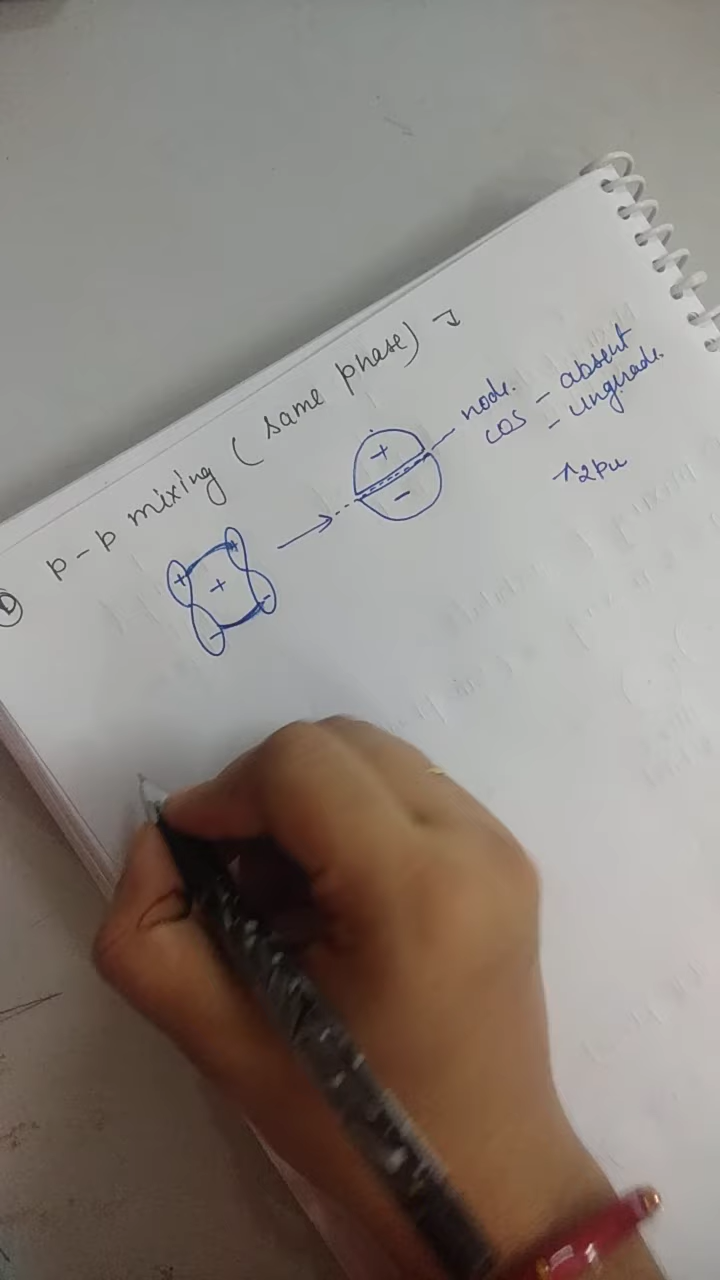 p-p mixing (same phase) ↴
+
+
+
-
-
+
-
node.
COS - absent
- ungrade.
π2pu